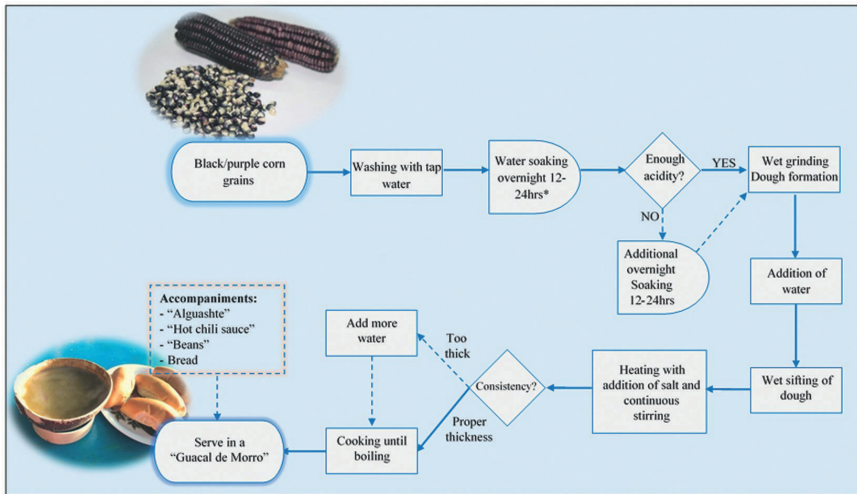 Black/purple corn
grains
Washing with tap
water
Water soaking
overnight 12-
24hrs*
Enough
acidity?
YES
Wet grinding
Dough formation
NO
Additional
overnight
Soaking
12-24hrs
Addition of
water
Wet sifting of
dough
Heating with
addition of salt and
continuous
stirring
Consistency?
Too
thick
Add more
water
Proper
thickness
Cooking until
boiling
Accompaniments:
- “Alguashte”
- “Hot chili sauce”
- “Beans”
- Bread
Serve in a
“Guacal de Morro”